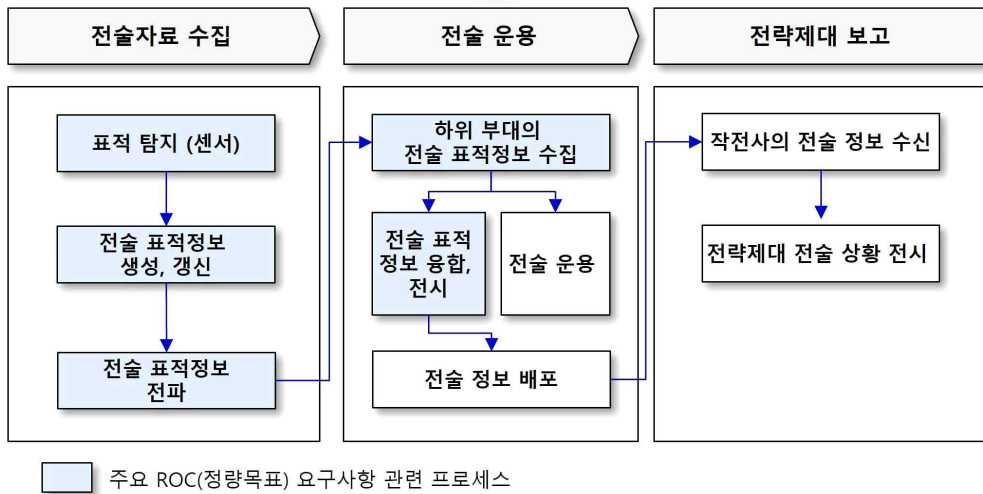 전술자료 수집
전술 운용
전략제대 보고
표적 탐지 (센서)
전술 표적정보
생성, 갱신
전술 표적정보
전파
하위 부대의
전술 표적정보 수집
전술 표적
정보 융합,
전시
전술 운용
전술 정보 배포
작전사의 전술 정보 수신
전략제대 전술 상황 전시
주요 ROC(정량목표) 요구사항 관련 프로세스